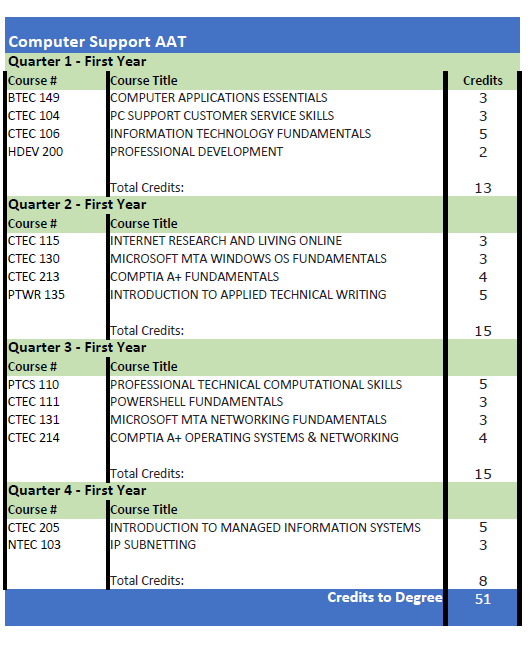 Computer Support AAT
Quarter 1 - First Year
Course # Course Title Credits
BTEC 149 COMPUTER APPLICATIONS ESSENTIALS 3
CTEC 104 PC SUPPORT CUSTOMER SERVICE SKILLS 3
CTEC 106 INFORMATION TECHNOLOGY FUNDAMENTALS 5
HDEV 200 PROFESSIONAL DEVELOPMENT 2
Total Credits: 13
Quarter 2 - First Year
Course # Course Title
CTEC 115 INTERNET RESEARCH AND LIVING ONLINE 3
CTEC 130 MICROSOFT MTA WINDOWS OS FUNDAMENTALS 3
CTEC 213 COMPTIA A+ FUNDAMENTALS 4
PTWR 135 INTRODUCTION TO APPLIED TECHNICAL WRITING 5
Total Credits: 15
Quarter 3 - First Year
Course # Course Title
PTCS 110 PROFESSIONAL TECHNICAL COMPUTATIONAL SKILLS 5
CTEC 111 POWERSHELL FUNDAMENTALS 3
CTEC 131 MICROSOFT MTA NETWORKING FUNDAMENTALS 3
CTEC 214 COMPTIA A+ OPERATING SYSTEMS & NETWORKING 4
Total Credits: 15
Quarter 4 - First Year
Course # Course Title
CTEC 205 INTRODUCTION TO MANAGED INFORMATION SYSTEMS 5
NTEC 103 IP SUBNETTING 3
Total Credits: 8
Credits to Degree 51